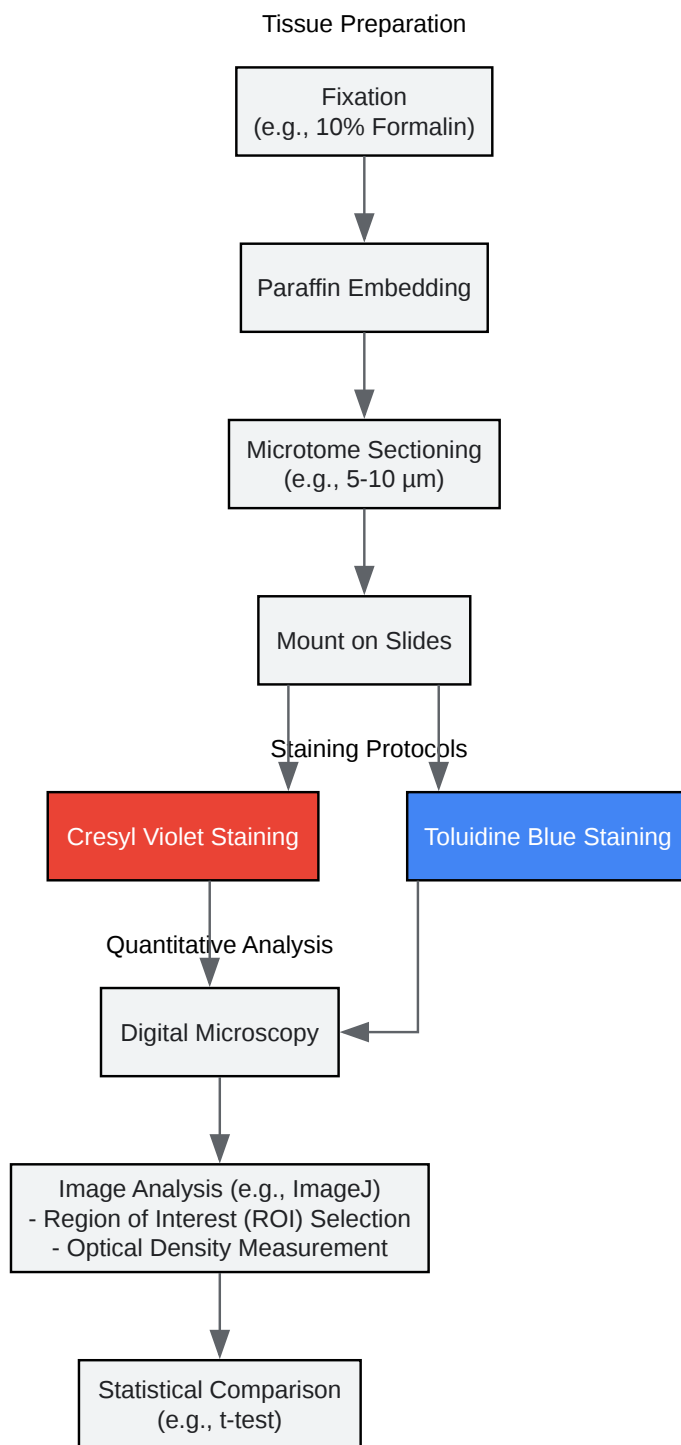 Tissue Preparation
Fixation
(e.g., 10% Formalin)
Paraffin Embedding
Microtome Sectioning
(e.g., 5-10 µm)
Mount on Slides
Staining Protocols
Cresyl Violet Staining
Toluidine Blue Staining
Quantitative Analysis
Digital Microscopy
Image Analysis (e.g., ImageJ)
- Region of Interest (ROI) Selection
- Optical Density Measurement
Statistical Comparison
(e.g., t-test)